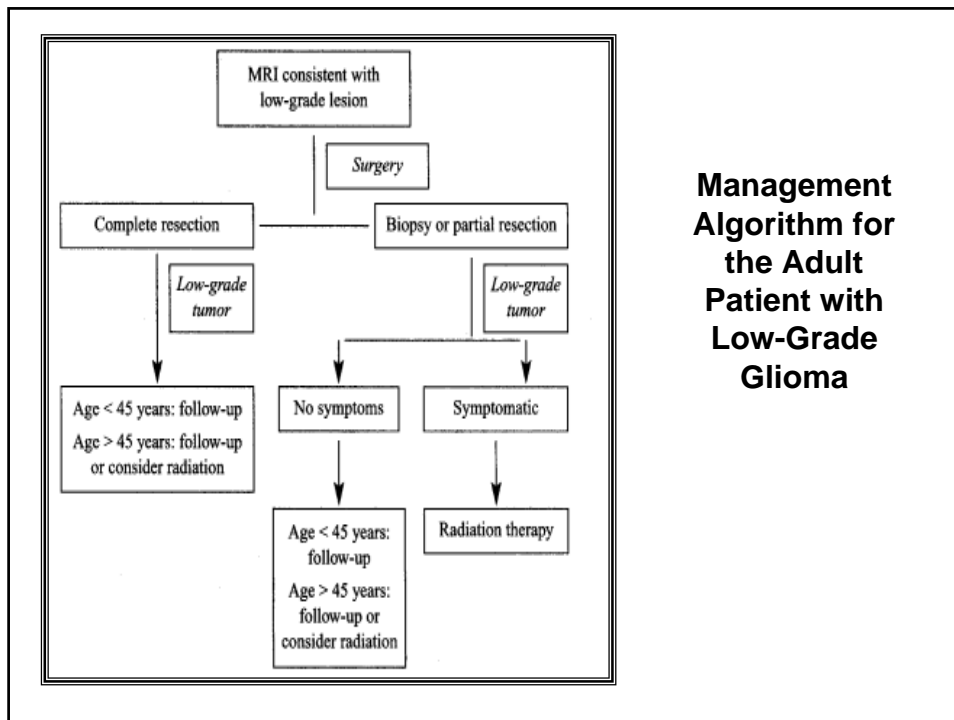 MRI consistent with
low-grade lesion
Surgery
Complete resection
Biopsy or partial resection
Low-grade
tumor
Low-grade
tumor
Age < 45 years: follow-up
Age > 45 years: follow-up
or consider radiation
No symptoms
Symptomatic
Age < 45 years:
follow-up
Age > 45 years:
follow-up or
consider radiation
Radiation therapy
Management
Algorithm for
the Adult
Patient with
Low-Grade
Glioma